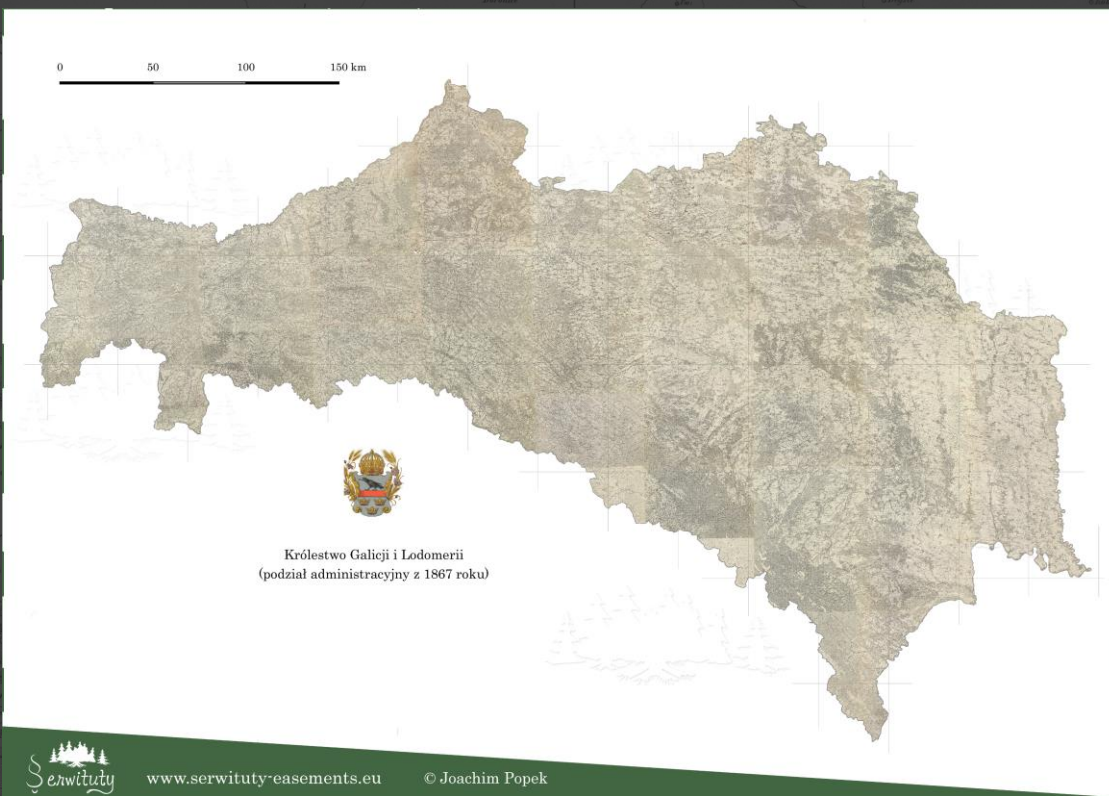 0 50 100 150 km
Królestwo Galicji i Lodomerii
(podział administracyjny z 1867 roku)
Serwituty
www.serwituty-easements.eu
© Joachim Popek